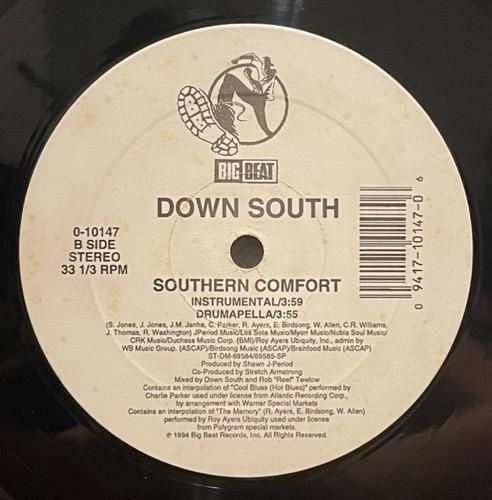 BIG BEAT
DOWN SOUTH
0-10147
B SIDE
STEREO
33 1/3 RPM
SOUTHERN COMFORT
INSTRUMENTAL/3:59
DRUMAPELLA/3:55
(S. Jones, J. Jones, J.M. Janha, C. Parker, R. Ayers, E. Birdsong, W. Allen, C.R. Williams,
J. Thomas, R. Washington) JPeriod Music/Los Sota Music/Myon Music/Nubia Soul Music/
CRK Music/Duchess Music Corp. (BMI)/Roy Ayers Ubiquity, Inc., admin by
WB Music Group. (ASCAP)/Birdsong Music (ASCAP)/Brainfood Music (ASCAP)
ST-DM-69584/69585-SP
Produced by Shawn J-Period
Co-Produced by Stretch Armstrong
Mixed by Down South and Rob "Reef" Tewlow
Contains an interpolation of "Cool Blues (Hot Blues)" performed by
Charlie Parker used under license from Atlantic Recording Corp.,
by arrangement with Warner Special Markets
Contains an interpolation of "The Memory" (R. Ayers, E. Birdsong, W. Allen)
performed by Roy Ayers Ubiquity used under license
from Polygram special markets.
℗ 1994 Big Beat Records, Inc. All Rights Reserved.
0 09417-10147-0 6